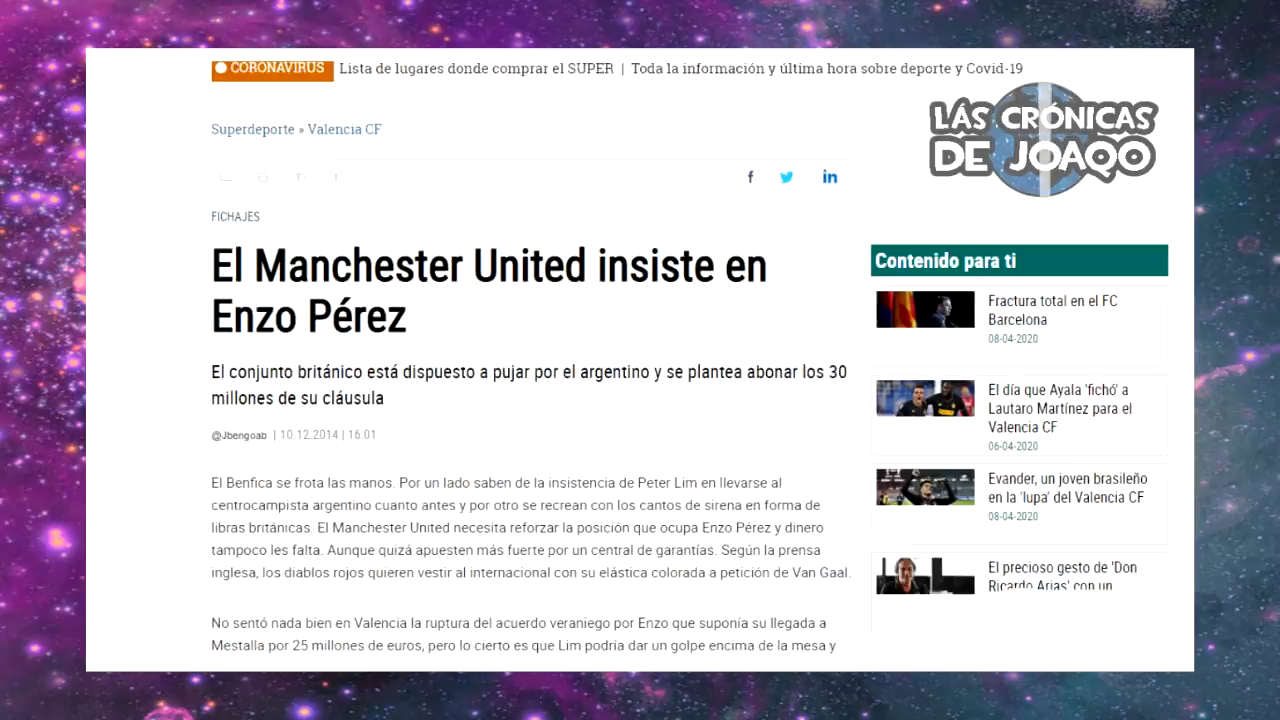 CORONAVIRUS Lista de lugares donde comprar el SUPER | Toda la información y última hora sobre deporte y Covid-19
LÁS CRÓNICAS
DE JOAQO
Superdeporte » Valencia CF
FICHAJES
El Manchester United insiste en
Enzo Pérez
El conjunto británico está dispuesto a pujar por el argentino y se plantea abonar los 30
millones de su cláusula
@Jbengoab | 10.12.2014 | 16:01
El Benfica se frota las manos. Por un lado saben de la insistencia de Peter Lim en llevarse al
centrocampista argentino cuanto antes y por otro se recrean con los cantos de sirena en forma de
libras británicas. El Manchester United necesita reforzar la posición que ocupa Enzo Pérez y dinero
tampoco les falta. Aunque quizá apuesten más fuerte por un central de garantías. Según la prensa
inglesa, los diablos rojos quieren vestir al internacional con su elástica colorada a petición de Van Gaal.
No sentó nada bien en Valencia la ruptura del acuerdo veraniego por Enzo que suponía su llegada a
Mestalla por 25 millones de euros, pero lo cierto es que Lim podría dar un golpe encima de la mesa y
Contenido para ti
Fractura total en el FC
Barcelona
08-04-2020
El día que Ayala 'fichó' a
Lautaro Martínez para el
Valencia CF
06-04-2020
Evander, un joven brasileño
en la 'lupa' del Valencia CF
08-04-2020
El precioso gesto de 'Don
Ricardo Arias' con un